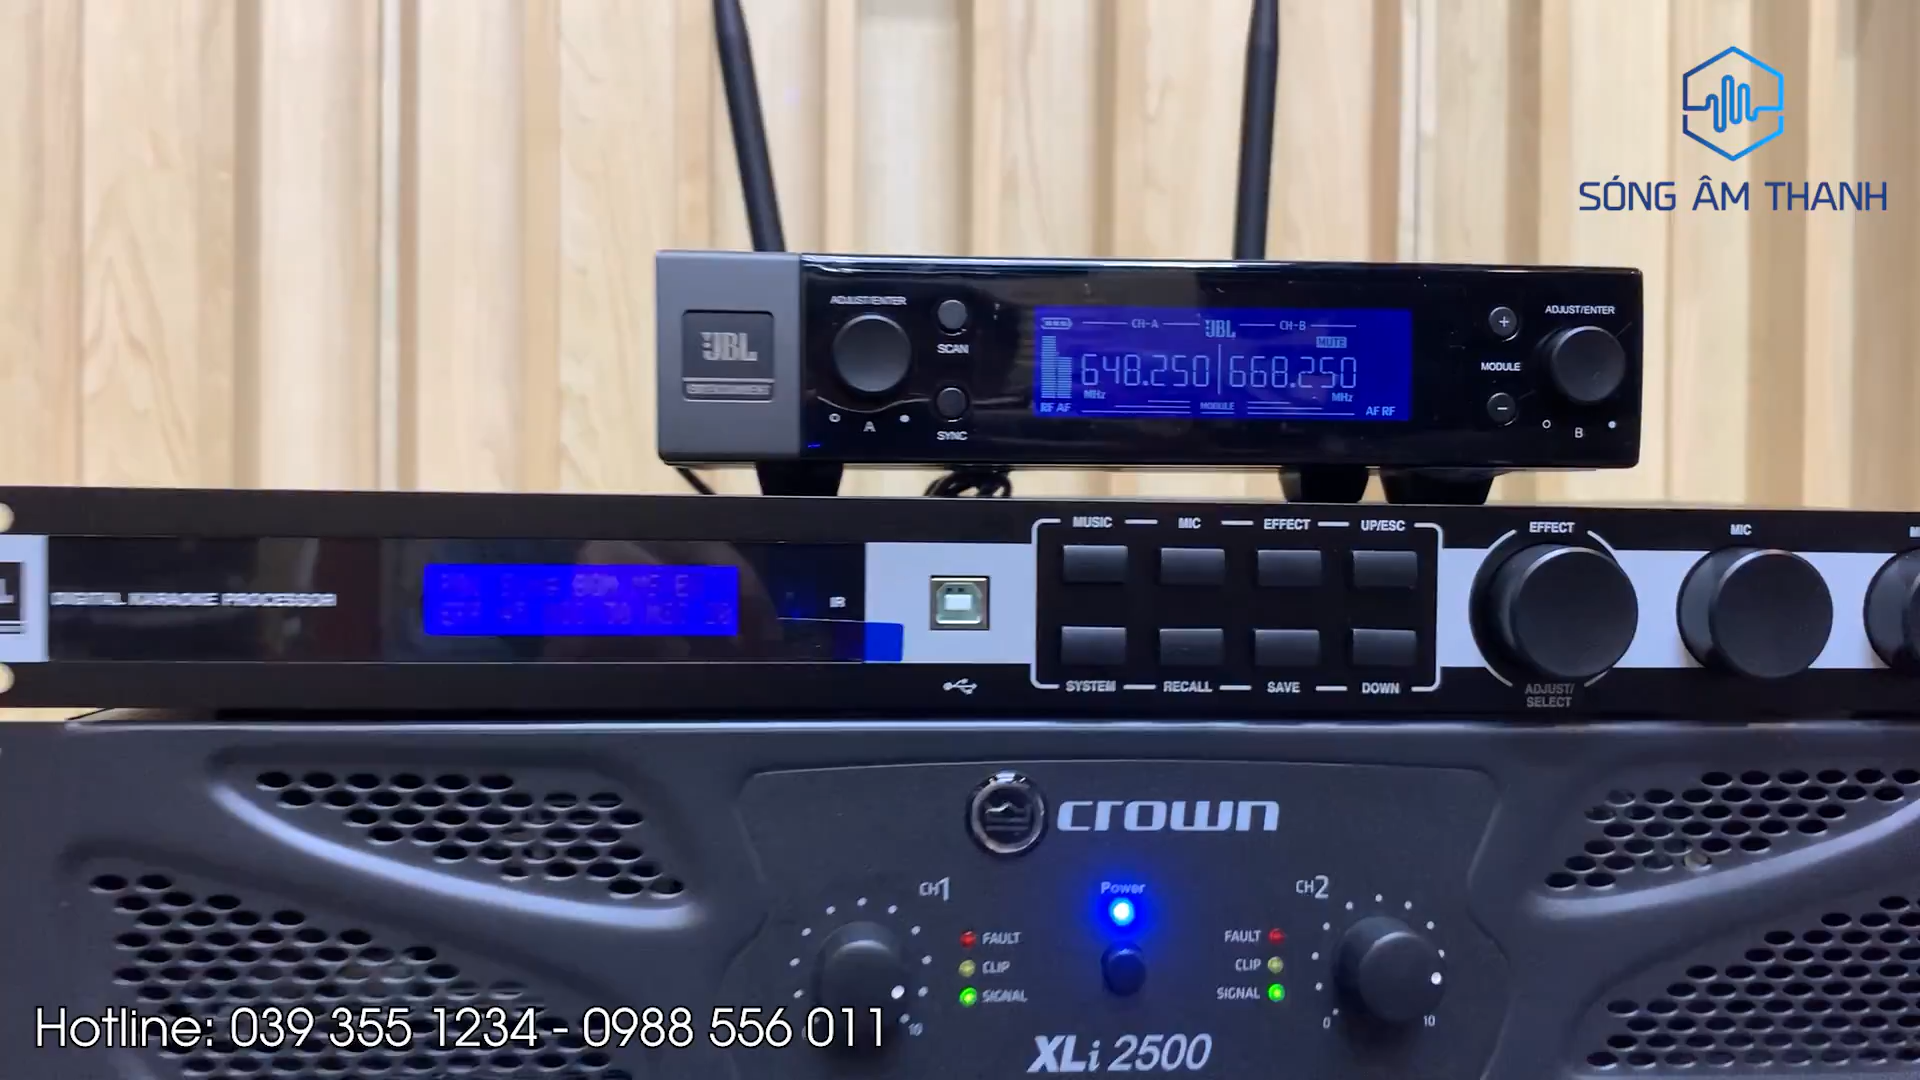 SÓNG ÂM THANH
ADJUST/ENTER
SCAN
SYNC
A
JBL
CH-A
JBL
CH-B
MUTE
648.250
668.250
MHz
MHz
RF AF
MODULE
AF RF
+
MODULE
-
ADJUST/ENTER
B
DIGITAL KARAOKE PROCESSOR
IR
MUSIC
MIC
EFFECT
UP/ESC
SYSTEM
RECALL
SAVE
DOWN
EFFECT
ADJUST/
SELECT
MIC
crown
CH1
Power
CH2
FAULT
CLIP
SIGNAL
10
FAULT
CLIP
SIGNAL
0
10
XLi 2500
Hotline: 039 355 1234 - 0988 556 011